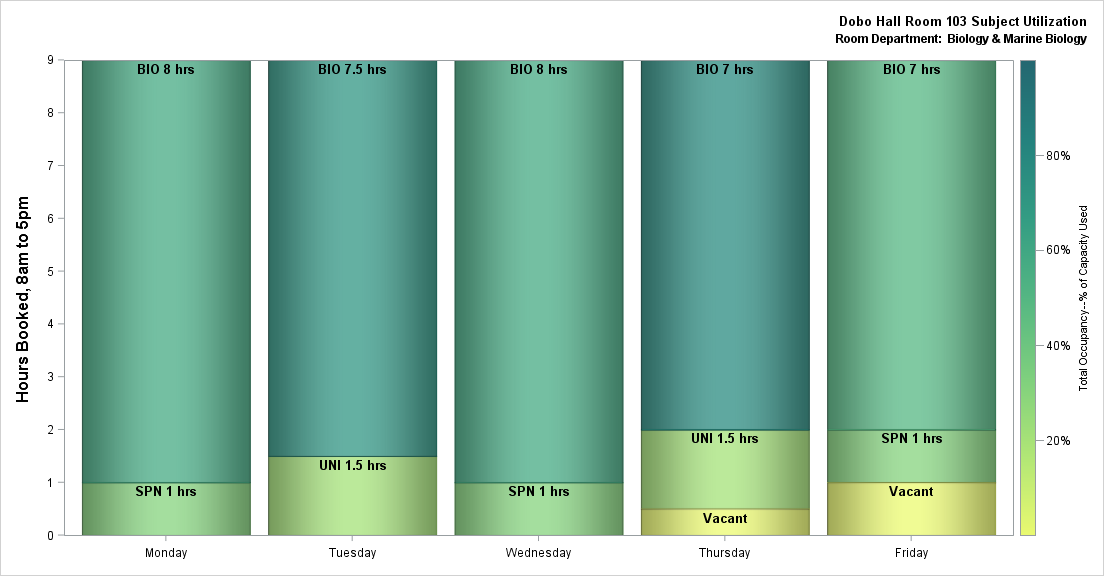 Dobo Hall Room 103 Subject Utilization
Room Department: Biology & Marine Biology
Hours Booked, 8am to 5pm
9
8
7
6
5
4
3
2
1
0
BIO 8 hrs
SPN 1 hrs
BIO 7.5 hrs
UNI 1.5 hrs
BIO 8 hrs
SPN 1 hrs
BIO 7 hrs
UNI 1.5 hrs
Vacant
BIO 7 hrs
SPN 1 hrs
Vacant
Monday
Tuesday
Wednesday
Thursday
Friday
80%
60%
40%
20%
Total Occupancy--% of Capacity Used